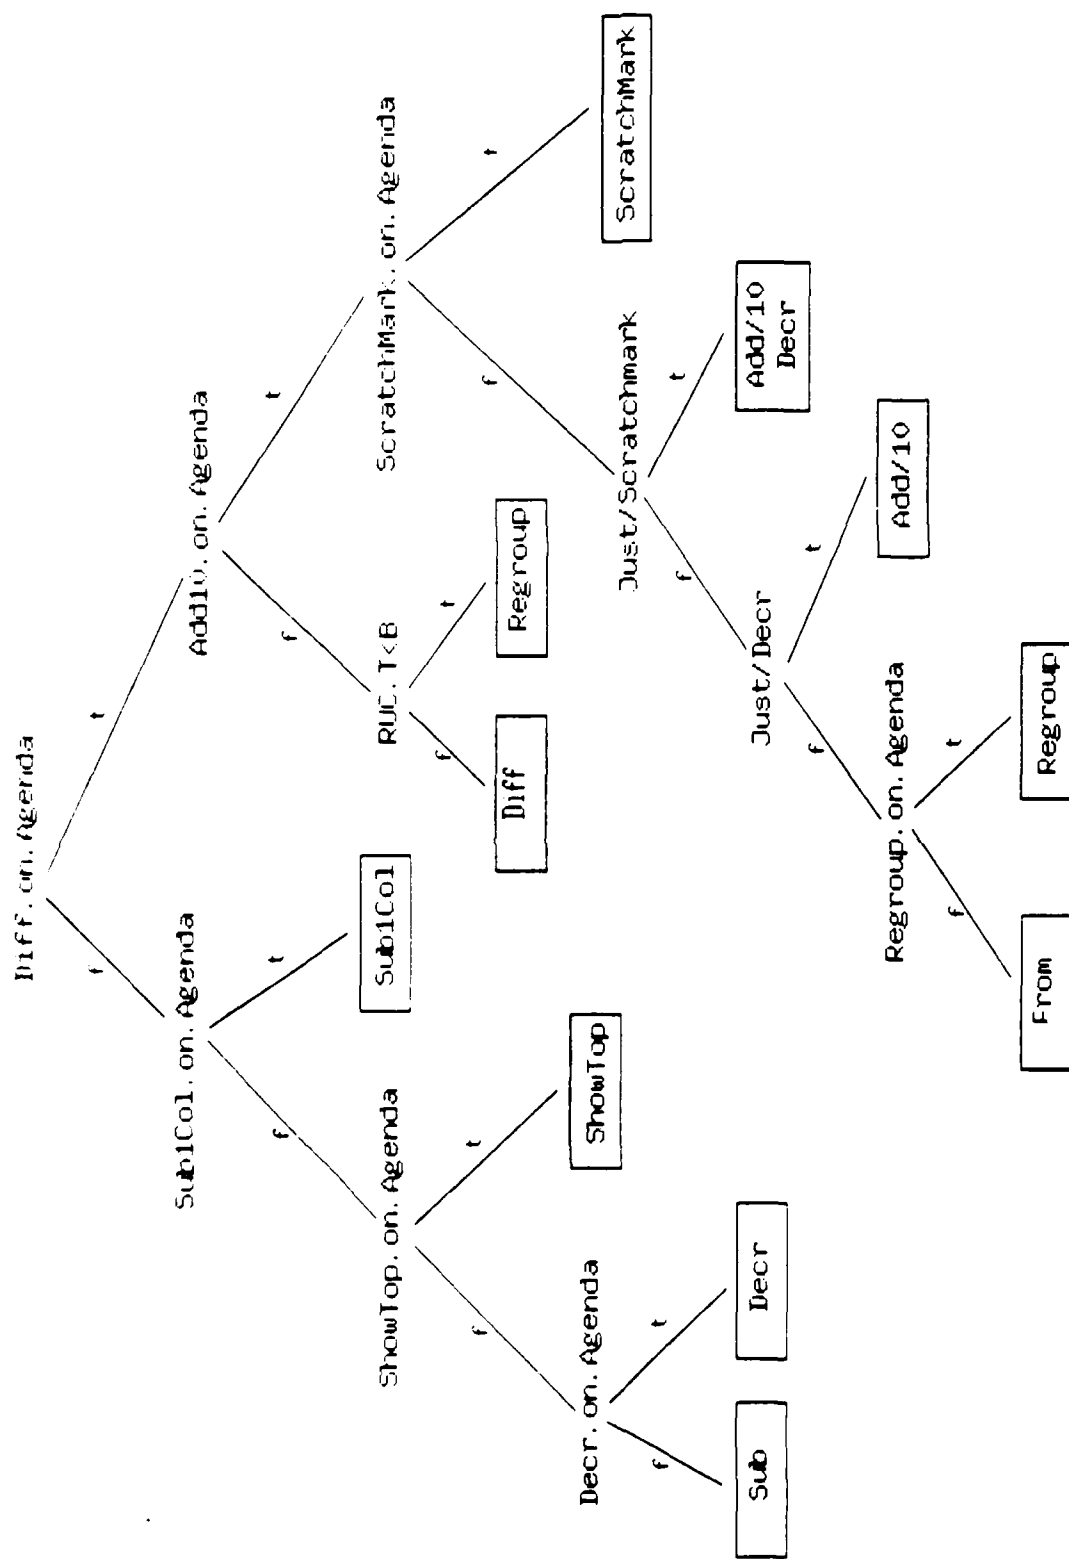 Diff.on.Agenda
f
t
Sub1Col.on.Agenda
Add10.on.Agenda
f
t
f
t
ShowTop.on.Agenda
Sub1Col
RUC.T<B
ScratchMark.on.Agenda
f
t
f
t
f
t
Diff
Regroup
Decr.on.Agenda
ShowTop
Just/Scratchmark
ScratchMark
f
t
f
t
Sub
Decr
Just/Decr
Add/10
Decr
f
t
Regroup.on.Agenda
Add/10
f
t
From
Regroup